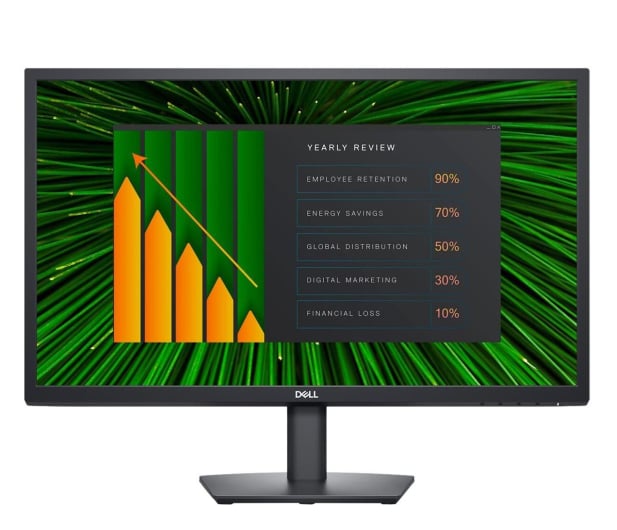 YEARLY REVIEW
EMPLOYEE RETENTION 90%
ENERGY SAVINGS 70%
GLOBAL DISTRIBUTION 50%
DIGITAL MARKETING 30%
FINANCIAL LOSS 10%
DELL